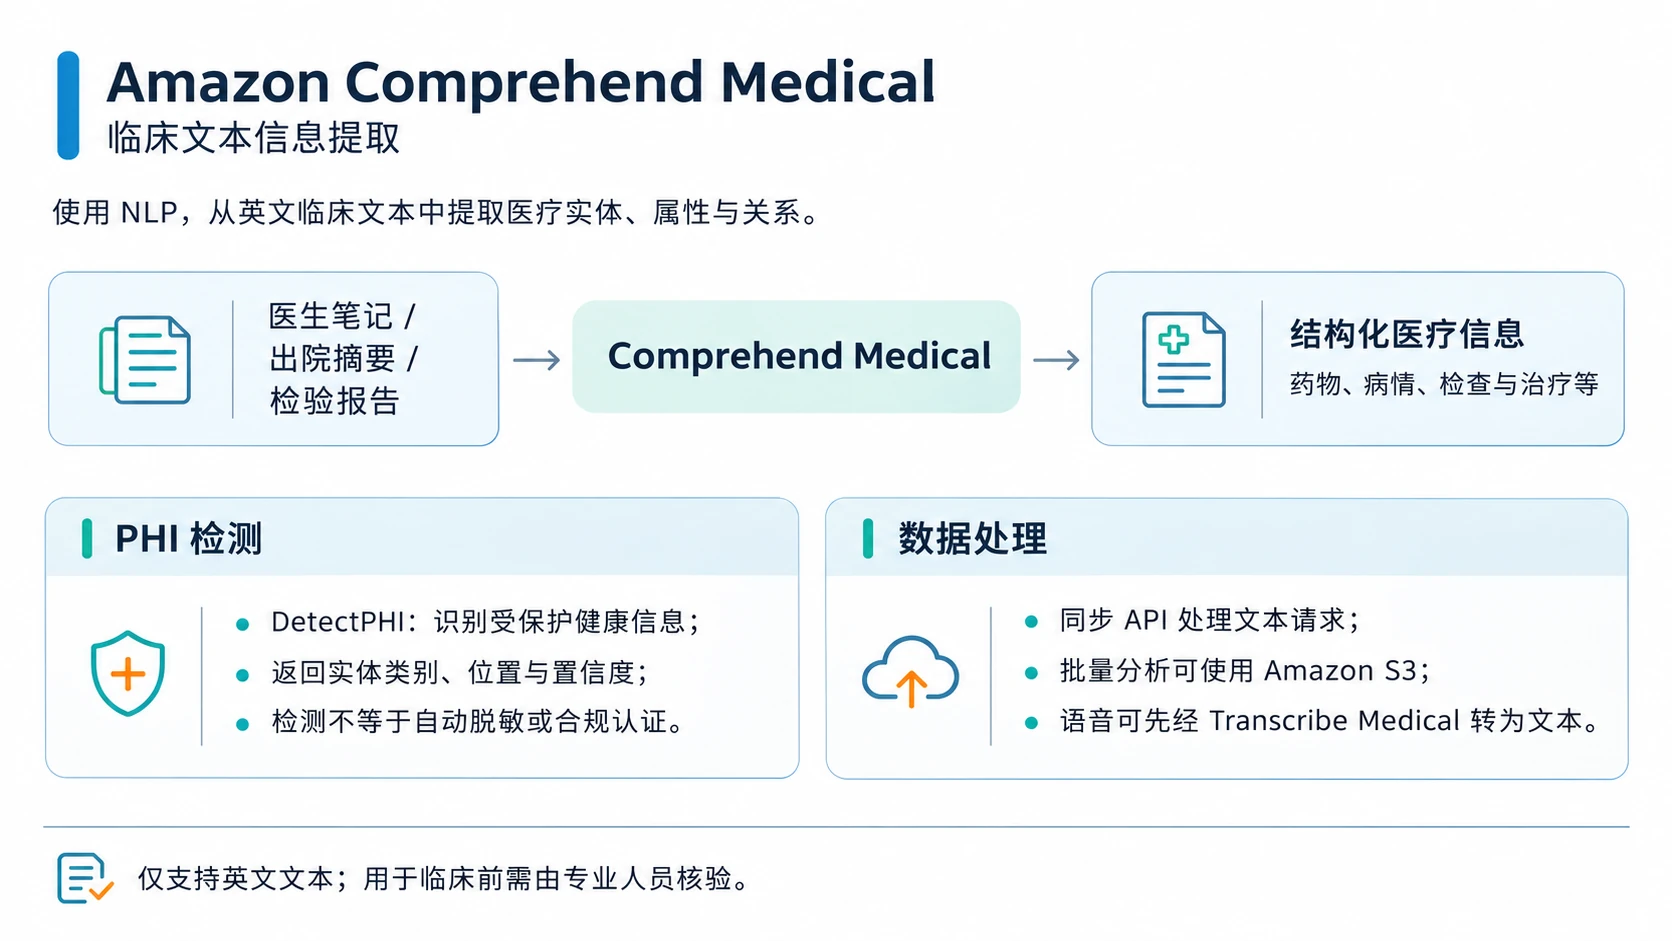 Amazon Comprehend Medical
临床文本信息提取
使用 NLP，从英文临床文本中提取医疗实体、属性与关系。
医生笔记 /
出院摘要 /
检验报告
Comprehend Medical
结构化医疗信息
药物、病情、检查与治疗等
PHI 检测
DetectPHI：识别受保护健康信息；
返回实体类别、位置与置信度；
检测不等于自动脱敏或合规认证。
数据处理
同步 API 处理文本请求；
批量分析可使用 Amazon S3；
语音可先经 Transcribe Medical 转为文本。
仅支持英文文本；用于临床前需由专业人员核验。